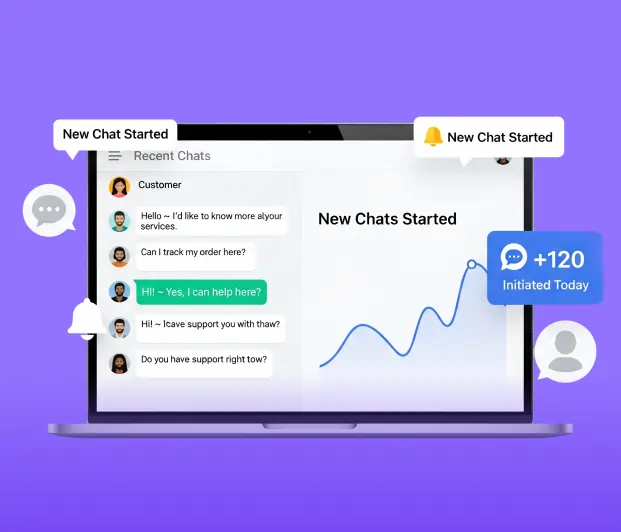 New Chat Started
New Chat Started
Recent Chats
Customer
Hello ~ I'd like to know more alyour
services.
Can I track my order here?
HI! ~ Yes, I can help here?
Hi! ~ Icave support you with thaw?
Do you have support right tow?
New Chats Started
+120
Initiated Today